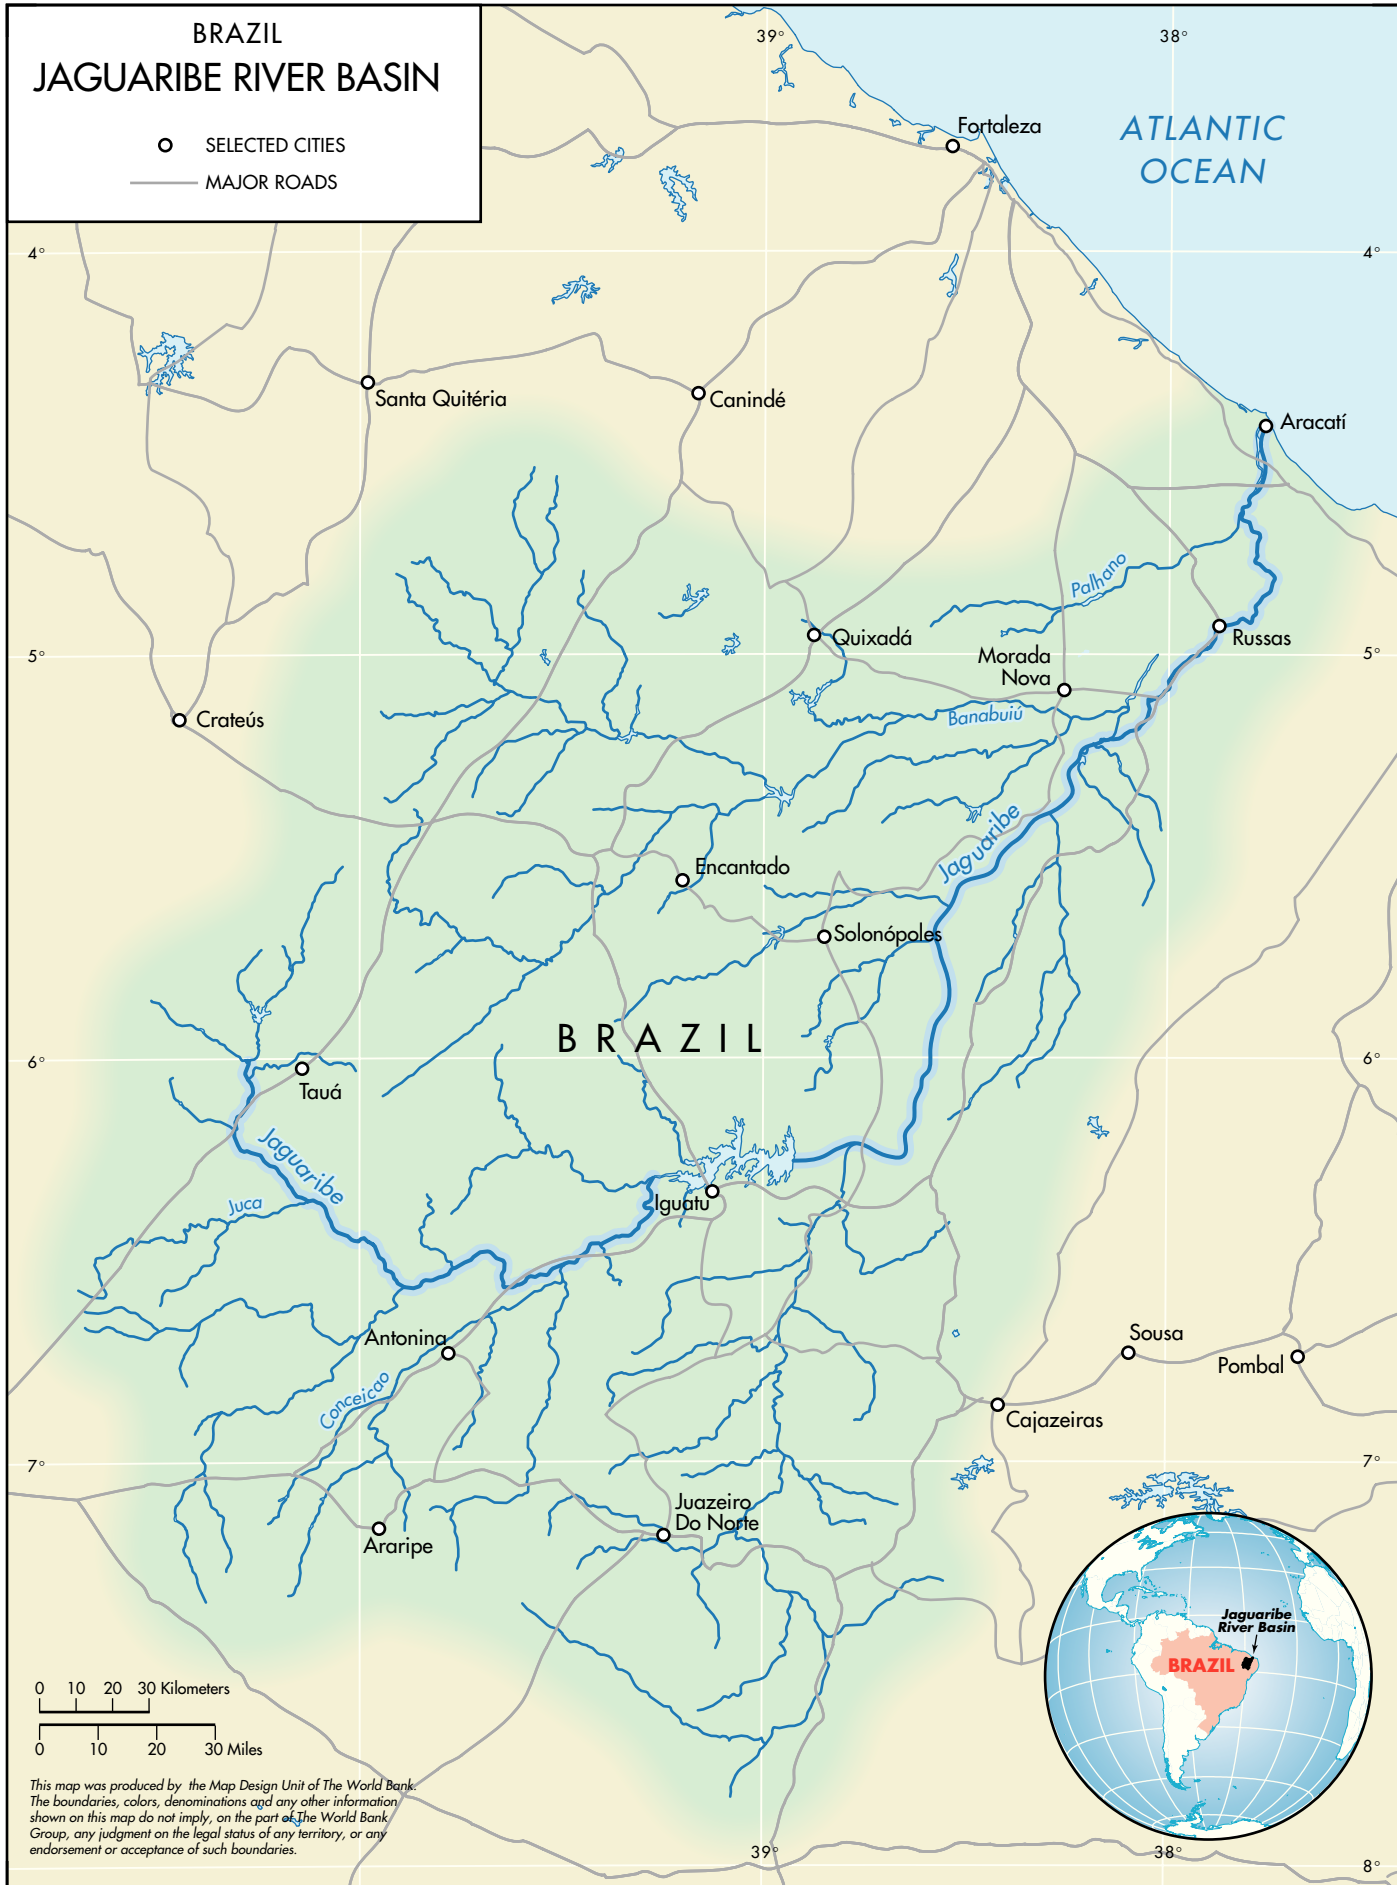 BRAZIL
JAGUARIBE RIVER BASIN
SELECTED CITIES
MAJOR ROADS
39°
38°
ATLANTIC
OCEAN
Fortaleza
4°
4°
Santa Quitéria
Canindé
Aracatí
Palhano
Quixadá
Russas
5°
5°
Morada
Nova
Crateús
Banabuiú
Jaguaribe
Encantado
Solonópoles
BRAZIL
6°
6°
Tauá
Jaguaribe
Juca
Iguatu
Antonina
Sousa
Pombal
Conceicao
Cajazeiras
7°
7°
Juazeiro
Do Norte
Araripe
Jaguaribe
River Basin
BRAZIL
0 10 20 30 Kilometers
0 10 20 30 Miles
This map was produced by the Map Design Unit of The World Bank.
The boundaries, colors, denominations and any other information
shown on this map do not imply, on the part of The World Bank
Group, any judgment on the legal status of any territory, or any
endorsement or acceptance of such boundaries.
39°
38°
8°